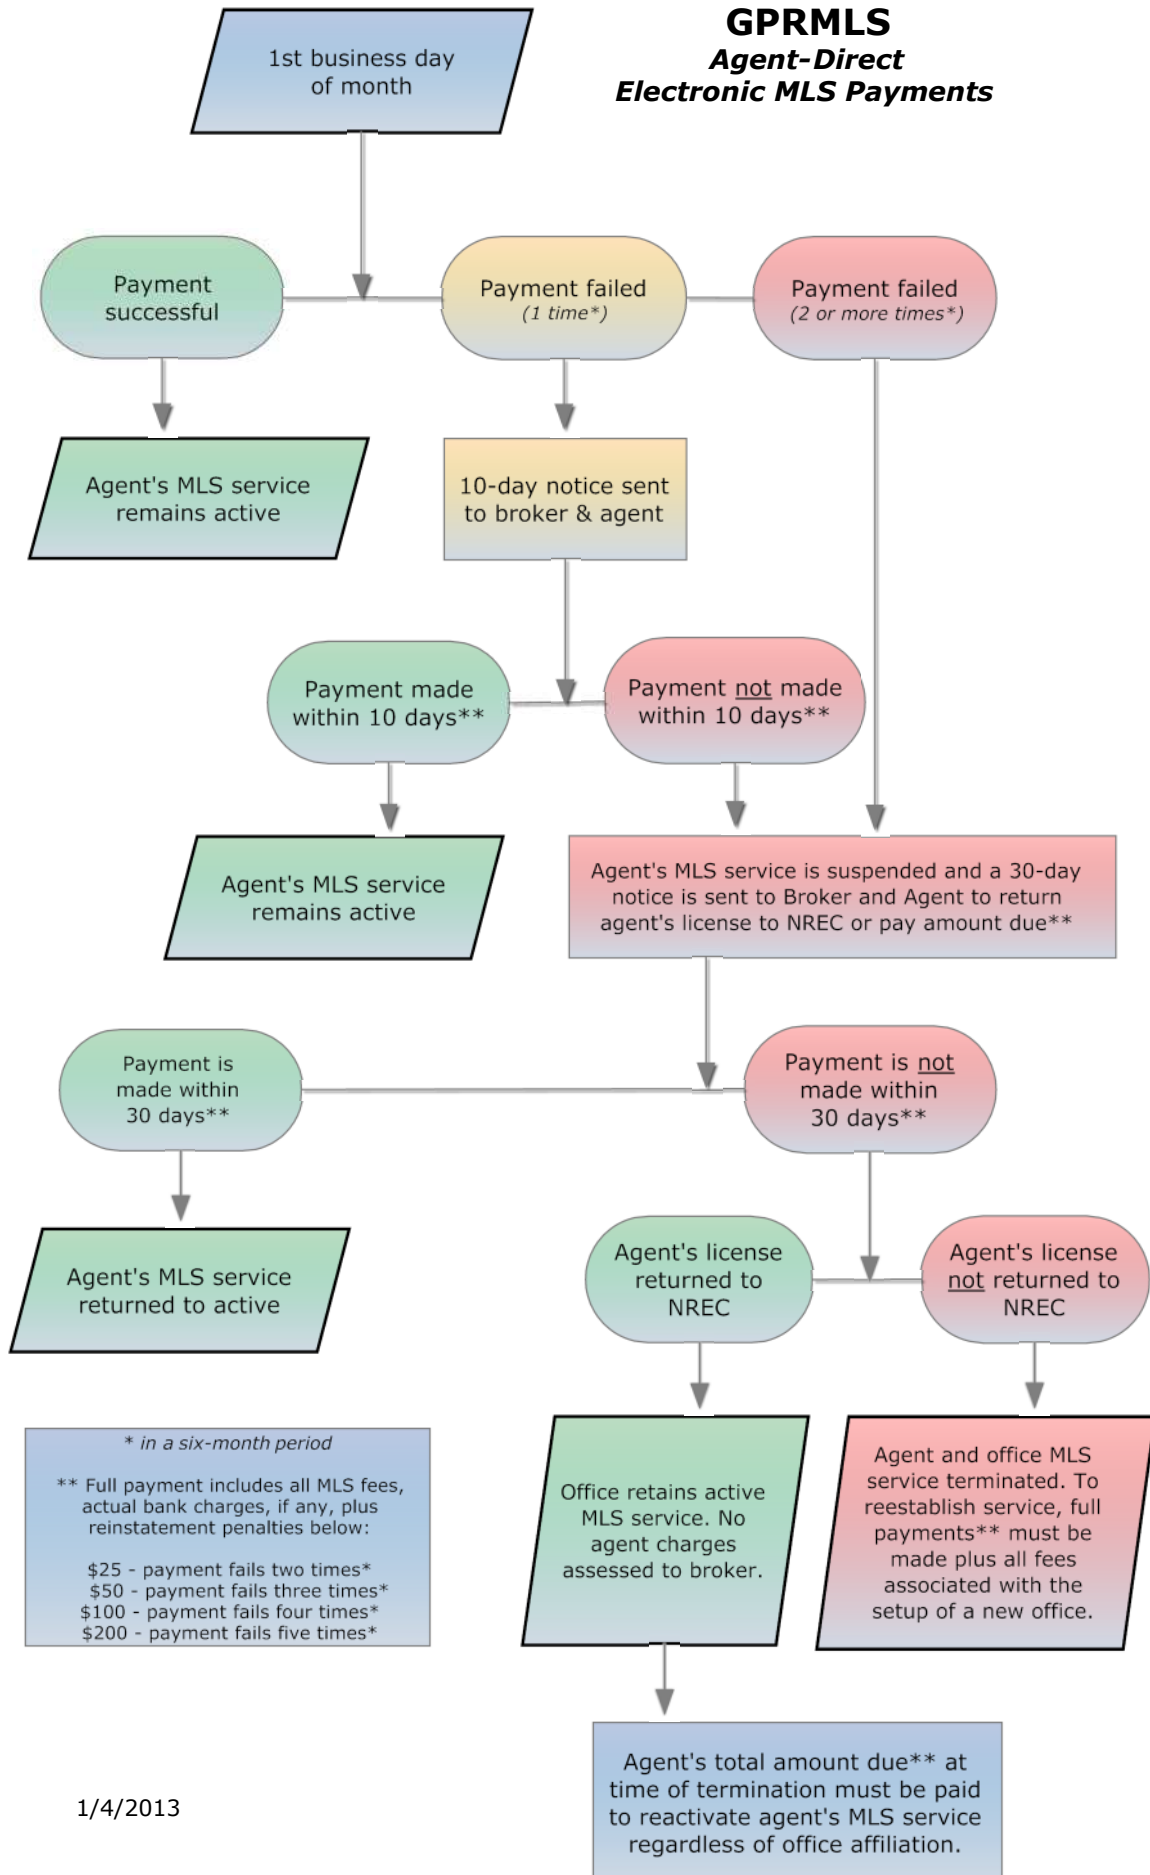 GPRMLS
Agent-Direct
Electronic MLS Payments
1st business day
of month
Payment
successful
Payment failed
(1 time*)
Payment failed
(2 or more times*)
Agent's MLS service
remains active
10-day notice sent
to broker & agent
Payment made
within 10 days**
Payment not made
within 10 days**
Agent's MLS service
remains active
Agent's MLS service is suspended and a 30-day
notice is sent to Broker and Agent to return
agent's license to NREC or pay amount due**
Payment is
made within
30 days**
Payment is not
made within
30 days**
Agent's MLS service
returned to active
Agent's license
returned to
NREC
Agent's license
not returned to
NREC
* in a six-month period
** Full payment includes all MLS fees,
actual bank charges, if any, plus
reinstatement penalties below:
$25 - payment fails two times*
$50 - payment fails three times*
$100 - payment fails four times*
$200 - payment fails five times*
Office retains active
MLS service. No
agent charges
assessed to broker.
Agent and office MLS
service terminated. To
reestablish service, full
payments** must be
made plus all fees
associated with the
setup of a new office.
Agent's total amount due** at
time of termination must be paid
to reactivate agent's MLS service
regardless of office affiliation.
1/4/2013